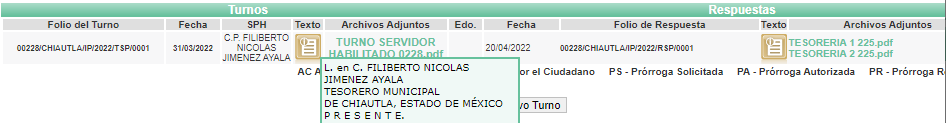 Turnos Respuestas
Folio del Turno Fecha SPH Texto Archivos Adjuntos Edo. Fecha Folio de Respuesta Texto Archivos Adjuntos
00228/CHIAUTLA/IP/2022/TSP/0001 31/03/2022 C.P. FILIBERTO NICOLAS JIMENEZ AYALA TURNO SERVIDOR HABILITADO 0228.pdf 20/04/2022 00228/CHIAUTLA/IP/2022/RSP/0001 TESORERIA 1 225.pdf
TESORERIA 2 225.pdf
AC A or el Ciudadano PS - Prórroga Solicitada PA - Prórroga Autorizada PR - Prórroga Re
L. en C. FILIBERTO NICOLAS
JIMENEZ AYALA
TESORERO MUNICIPAL
DE CHIAUTLA, ESTADO DE MÉXICO
P R E S E N T E.
vo Turno